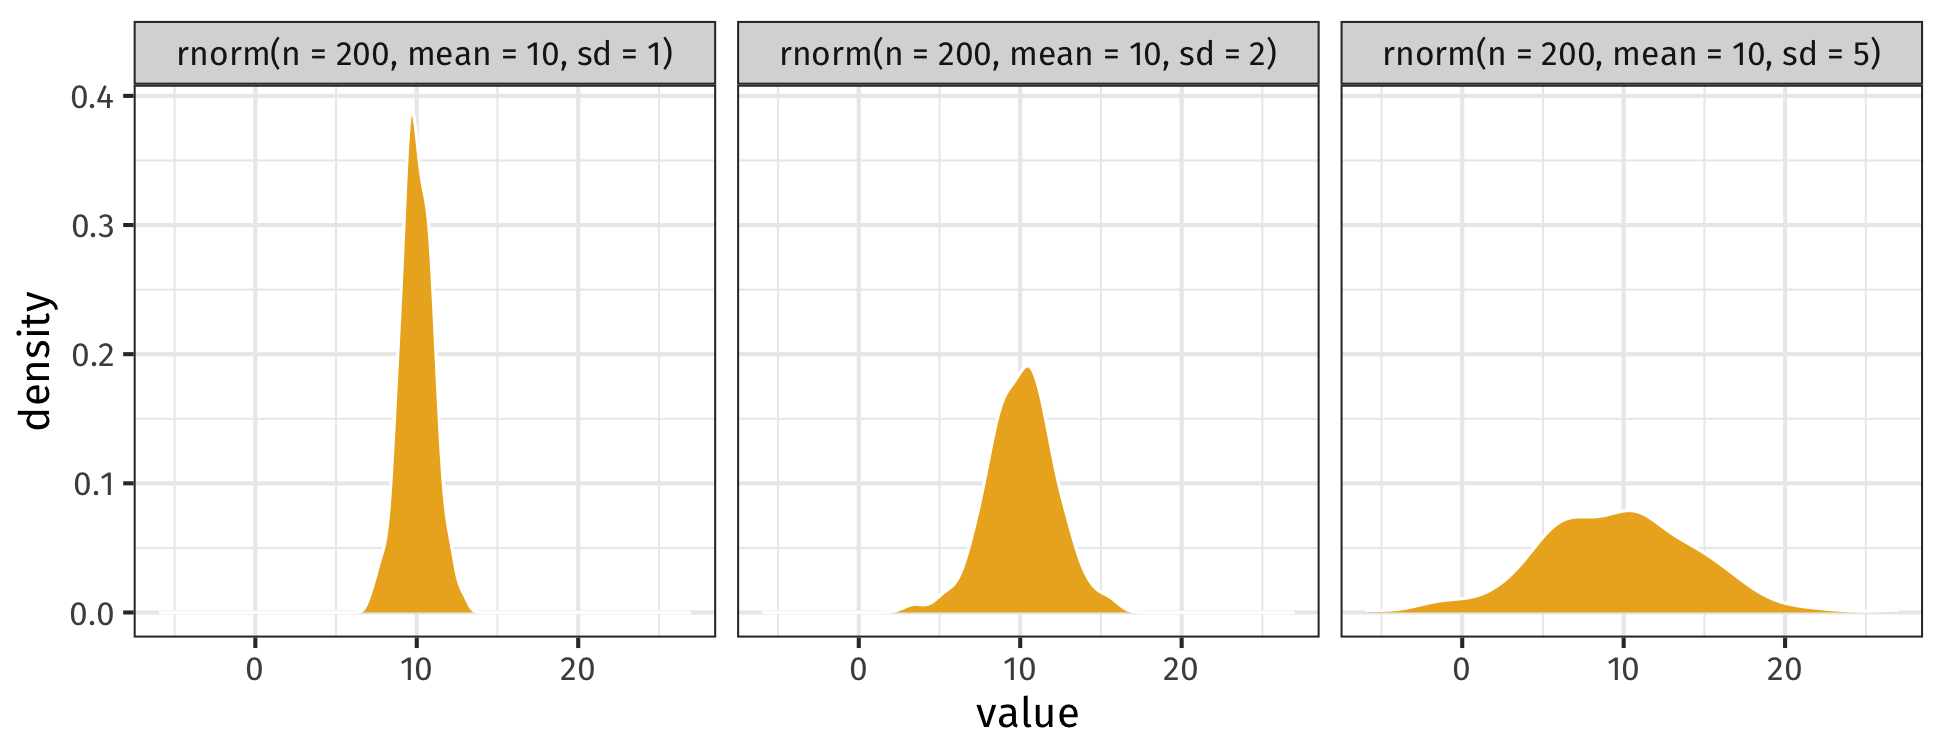 rnorm(n = 200, mean = 10, sd = 1)
rnorm(n = 200, mean = 10, sd = 2)
rnorm(n = 200, mean = 10, sd = 5)
0.4
0.3
0.2
0.1
0.0
density
0 10 20
0 10 20
0 10 20
value